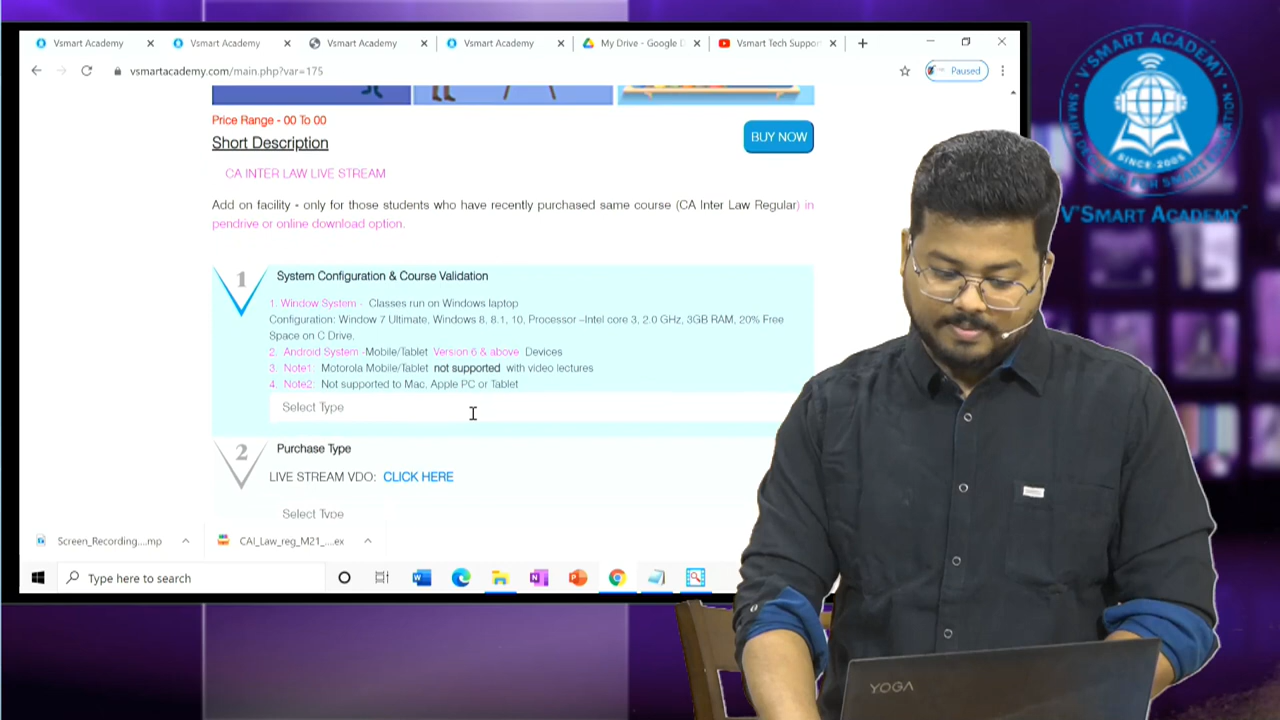 Vsmart Academy
Vsmart Academy
Vsmart Academy
Vsmart Academy
My Drive - Google D
Vsmart Tech Suppor
vsmartacademy.com/main.php?var=175
Paused
Price Range - 00 To 00
BUY NOW
Short Description
CA INTER LAW LIVE STREAM
Add on facility - only for those students who have recently purchased same course (CA Inter Law Regular) in
pendrive or online download option.
1
System Configuration & Course Validation
1. Window System - Classes run on Windows laptop
Configuration: Window 7 Ultimate, Windows 8, 8.1, 10, Processor –Intel core 3, 2.0 GHz, 3GB RAM, 20% Free
Space on C Drive.
2. Android System -Mobile/Tablet Version 6 & above Devices
3. Note1: Motorola Mobile/Tablet not supported with video lectures
4. Note2: Not supported to Mac, Apple PC or Tablet
Select Type
2
Purchase Type
LIVE STREAM VDO: CLICK HERE
Select Type
Screen_Recording....mp
CAI_Law_reg_M21_....ex
Type here to search
V'SMART ACADEMY
SMART DECISION FOR SMART EDUCATION
SINCE-2005
V'SMART ACADEMY™
YOGA